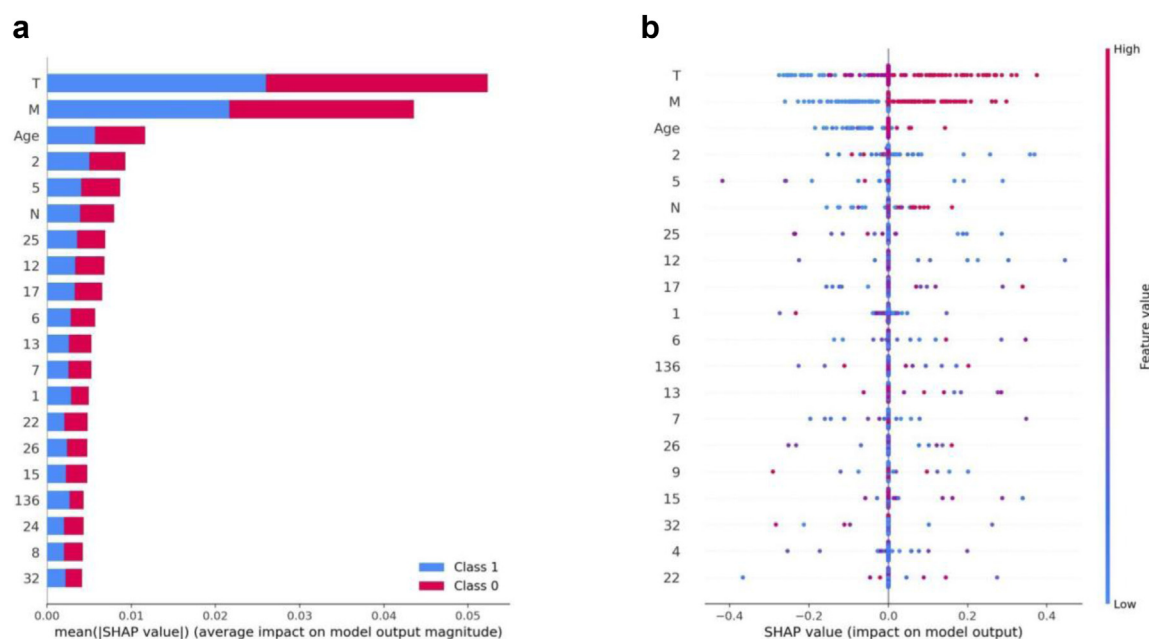 a
T
M
Age
2
5
N
25
12
17
6
13
7
1
22
26
15
136
24
8
32
Class 1
Class 0
0.00 0.01 0.02 0.03 0.04 0.05
mean(|SHAP value|) (average impact on model output magnitude)
b
High
T
M
Age
2
5
N
25
12
17
1
6
136
13
7
26
9
15
32
4
22
Feature value
Low
−0.4 −0.2 0.0 0.2 0.4
SHAP value (impact on model output)